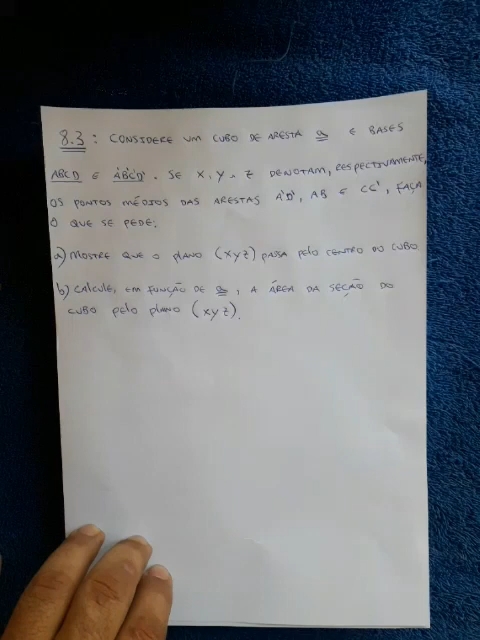 8.3: CONSIDERE UM CUBO DE ARESTA a E BASES
ABCD E A'B'C'D'. SE X, Y, Z DENOTAM, RESPECTIVAMENTE,
OS PONTOS MÉDIOS DAS ARESTAS A'D', AB E CC', FAÇA
O QUE SE PEDE:
a) MOSTRE QUE O PLANO (XYZ) PASSA PELO CENTRO DO CUBO
b) CALCULE, EM FUNÇÃO DE a, A ÁREA DA SECÃO DO
CUBO PELO PLANO (XYZ).